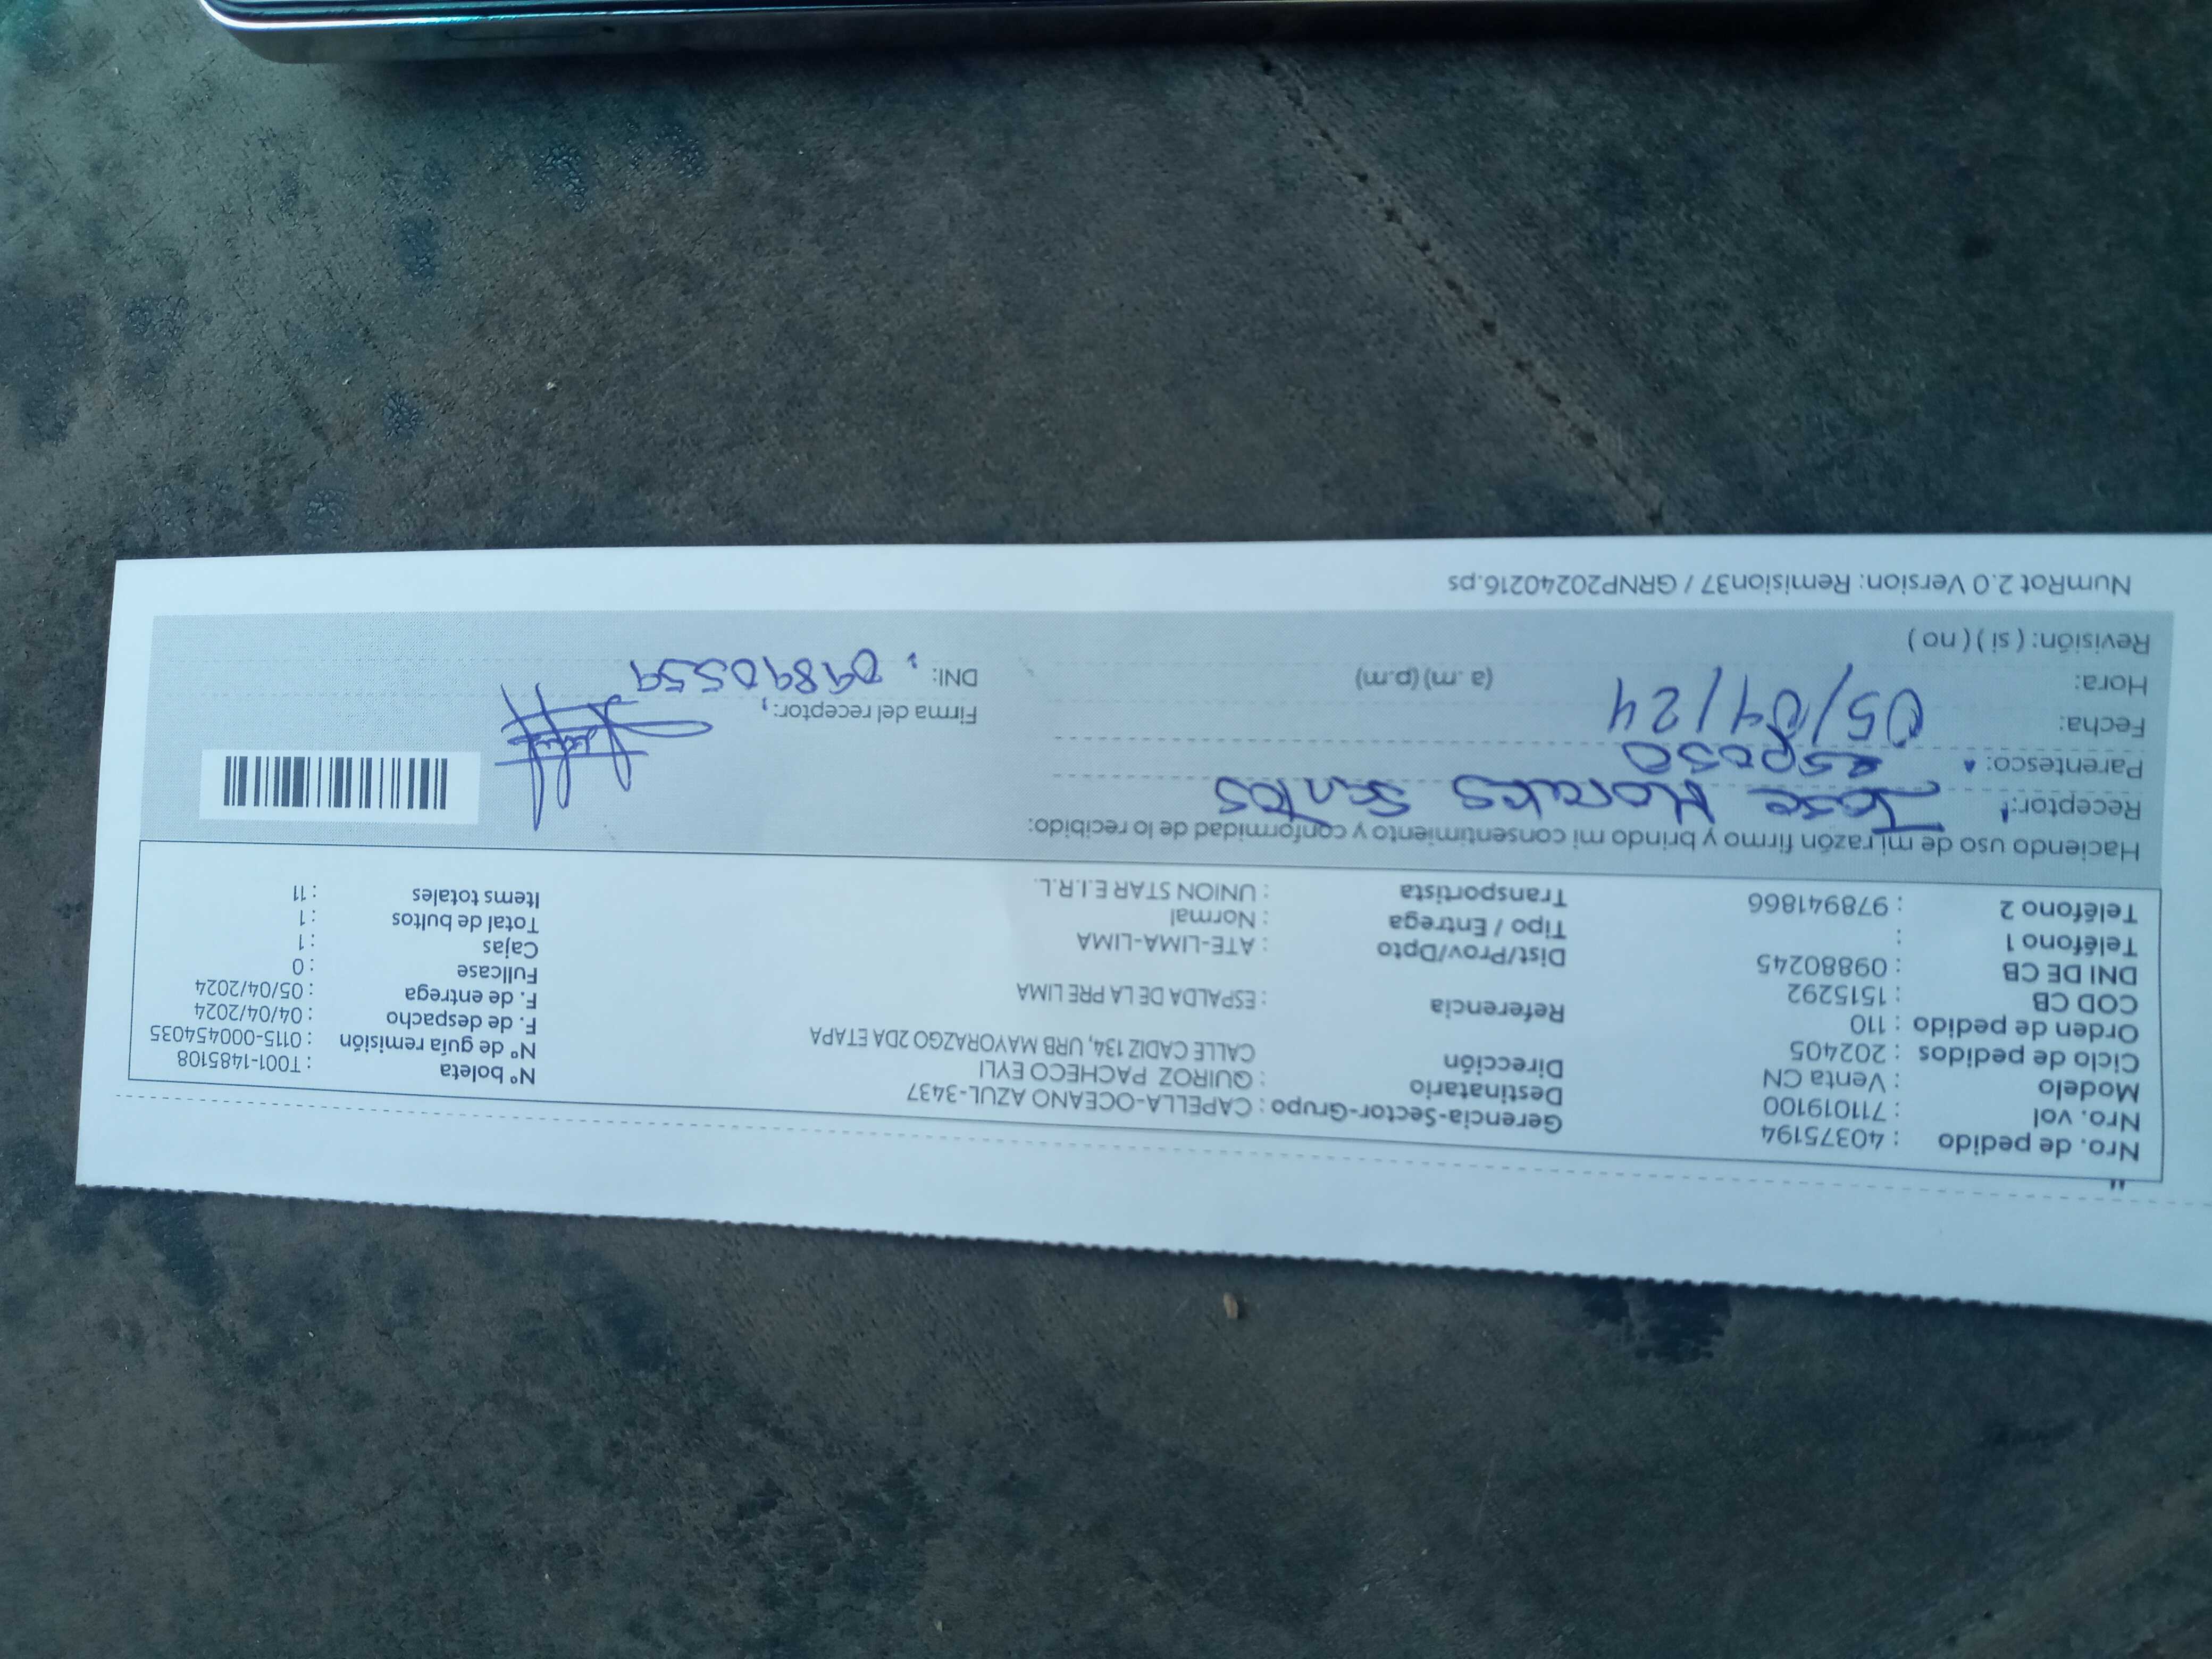 Nro. de pedido : 40375194
Nro. vol : 711019100
Modelo : Venta CN
Ciclo de pedidos : 202405
Orden de pedido : 110
COD CB : 1515292
DNI DE CB : 09880245
Teléfono 1 :
Teléfono 2 : 978941866
Gerencia-Sector-Grupo : CAPELLA-OCEANO AZUL-3437
Destinatario : QUIROZ PACHECO EYLI
Dirección CALLE CADIZ 134, URB MAYORAZGO 2DA ETAPA
Referencia : ESPALDA DE LA PRE LIMA
Dist/Prov/Dpto : ATE-LIMA-LIMA
Tipo / Entrega : Normal
Transportista : UNION STAR E.I.R.L.
N° boleta : T001-1485108
N° de guía remisión : 0115-000454035
F. de despacho : 04/04/2024
F. de entrega : 05/04/2024
Fullcase : 0
Cajas : 1
Total de bultos : 1
Items totales : 11
Haciendo uso de mi razón firmo y brindo mi consentimiento y conformidad de lo recibido:
Receptor: Jose Morales Santos
Parentesco: esposo
Fecha: 05/04/24
Hora: (a .m) (p.m)
Revisión: ( si ) ( no )
Firma del receptor:
DNI: 09890559
NumRot 2.0 Version: Remision37 / GRNP20240216.ps